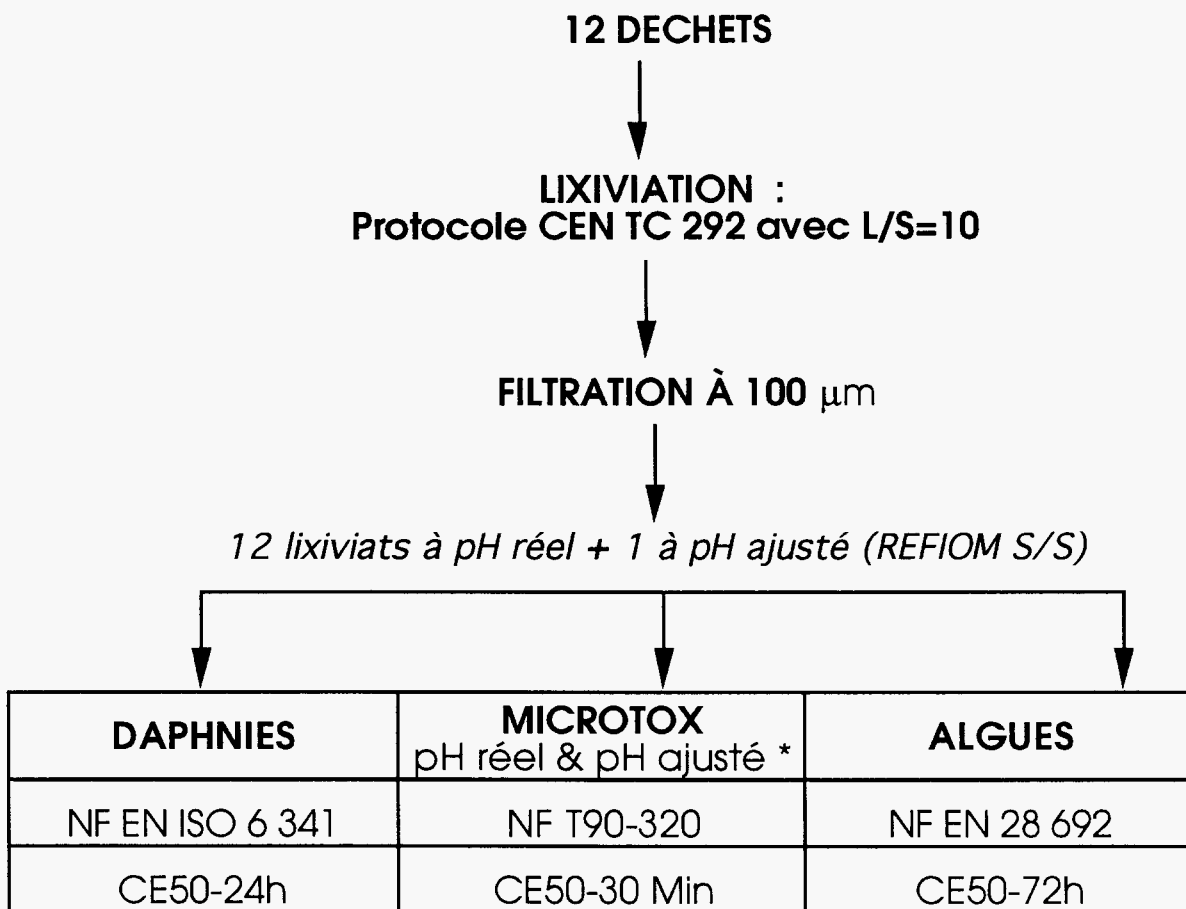 12 DECHETS
LIXIVIATION :
Protocole CEN TC 292 avec L/S=10
FILTRATION À 100 µm
12 lixiviats à pH réel + 1 à pH ajusté (REFIOM S/S)
DAPHNIES
MICROTOX
pH réel & pH ajusté *
ALGUES
NF EN ISO 6 341
NF T90-320
NF EN 28 692
CE50-24h
CE50-30 Min
CE50-72h